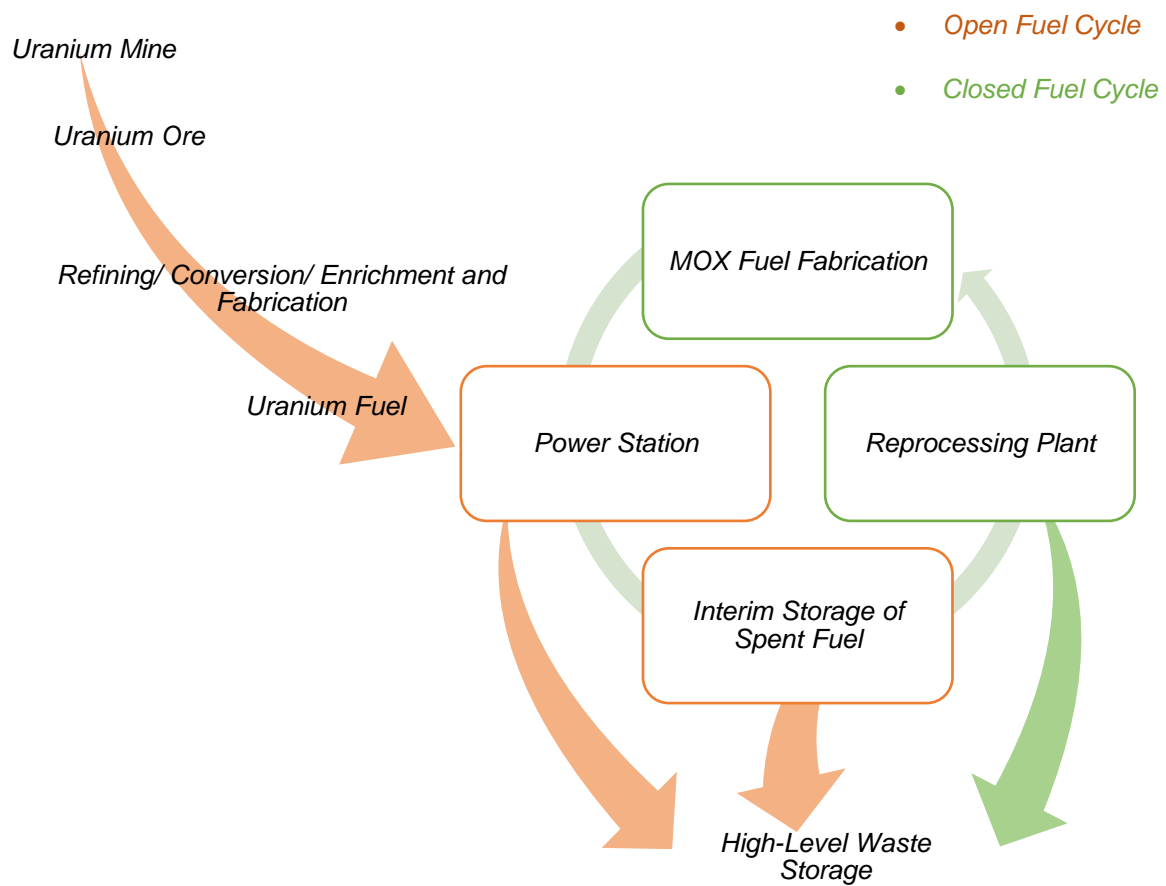 • Open Fuel Cycle
• Closed Fuel Cycle
Uranium Mine
Uranium Ore
Refining/ Conversion/ Enrichment and
Fabrication
Uranium Fuel
MOX Fuel Fabrication
Power Station
Reprocessing Plant
Interim Storage of
Spent Fuel
High-Level Waste
Storage